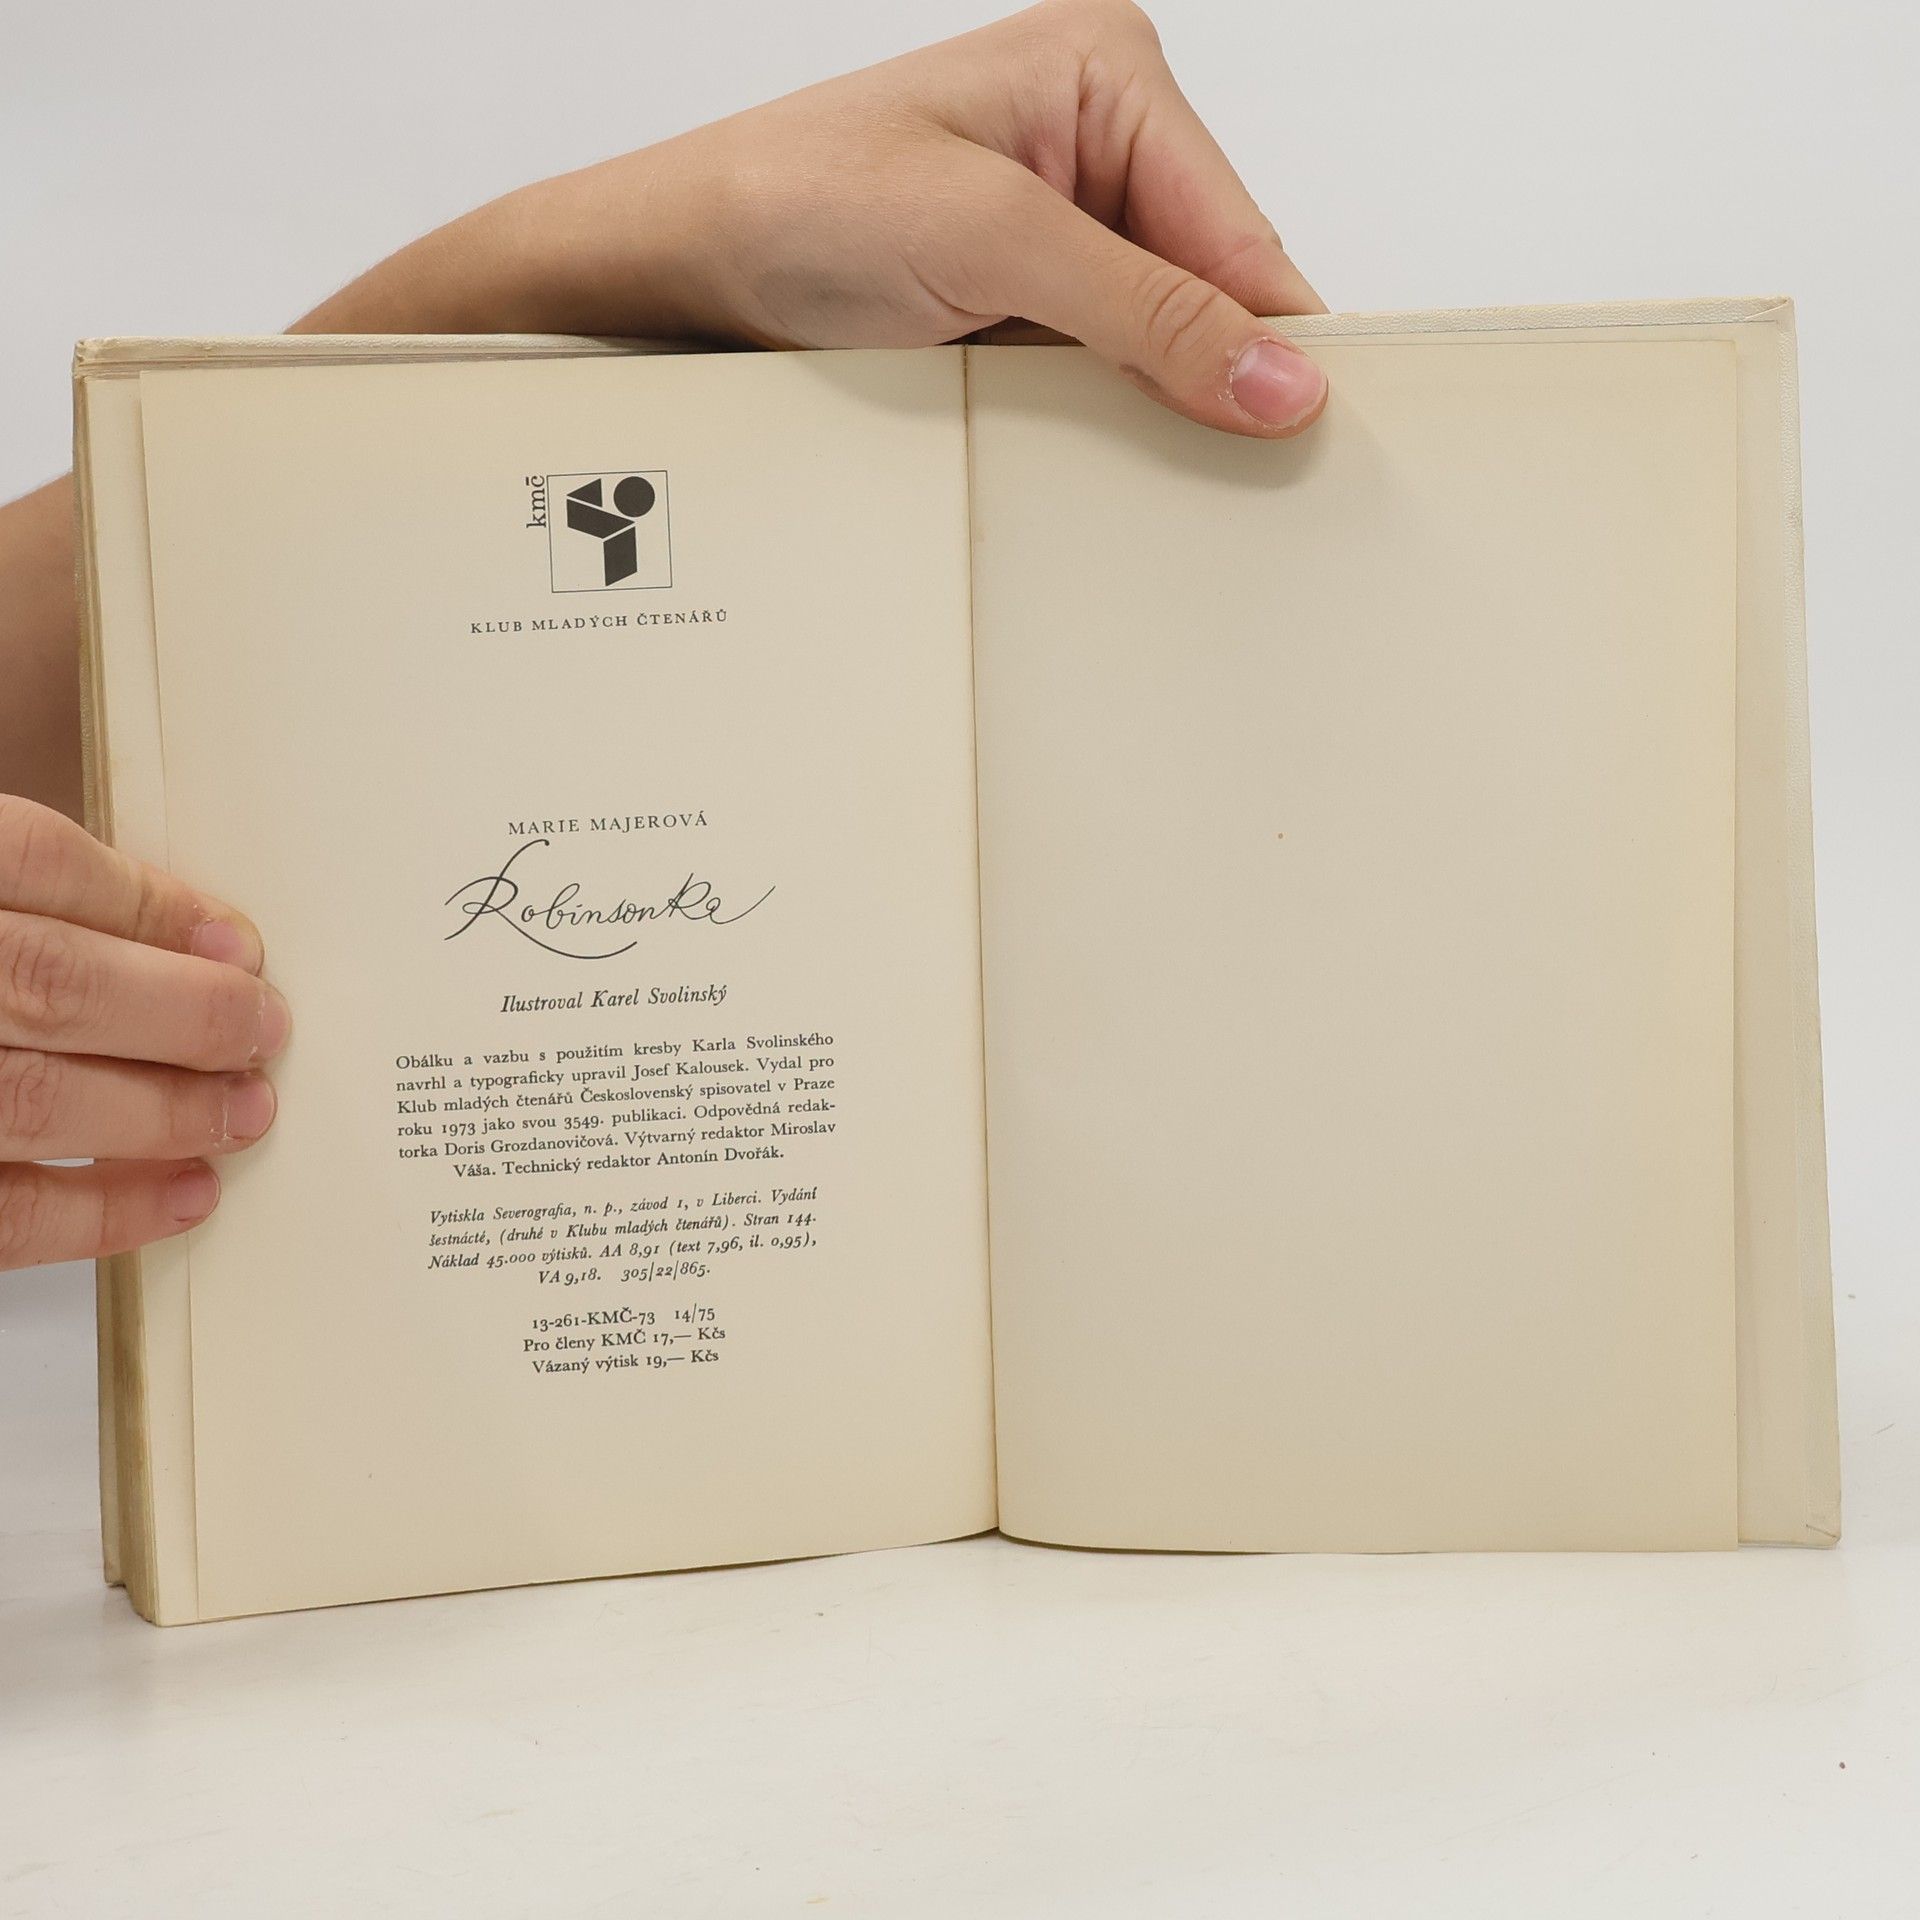 kmč
KLUB MLADÝCH ČTENÁŘŮ
MARIE MAJEROVÁ
Robinsonka
Ilustroval Karel Svolinský
Obálku a vazbu s použitím kresby Karla Svolinského
navrhl a typograficky upravil Josef Kalousek. Vydal pro
Klub mladých čtenářů Československý spisovatel v Praze
roku 1973 jako svou 3549. publikaci. Odpovědná redak-
torka Doris Grozdanovičová. Výtvarný redaktor Miroslav
Váša. Technický redaktor Antonín Dvořák.
Vytiskla Severografia, n. p., závod 1, v Liberci. Vydání
šestnácté, (druhé v Klubu mladých čtenářů). Stran 144.
Náklad 45.000 výtisků. AA 8,91 (text 7,96, il. 0,95),
VA 9,18. 305/22/865.
13-261-KMČ-73 14/75
Pro členy KMČ 17,— Kčs
Vázaný výtisk 19,— Kčs